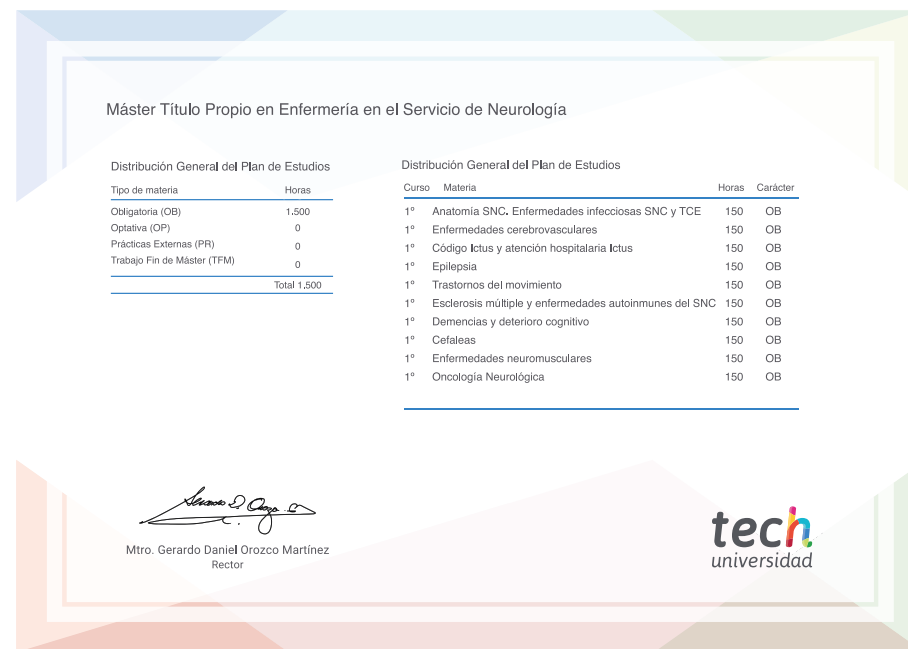 Máster Título Propio en Enfermería en el Servicio de Neurología
Distribución General del Plan de Estudios
Tipo de materia Horas
Obligatoria (OB) 1.500
Optativa (OP) 0
Prácticas Externas (PR) 0
Trabajo Fin de Máster (TFM) 0
Total 1.500
Distribución General del Plan de Estudios
Curso Materia Horas Carácter
1º Anatomía SNC. Enfermedades infecciosas SNC y TCE 150 OB
1º Enfermedades cerebrovasculares 150 OB
1º Código Ictus y atención hospitalaria Ictus 150 OB
1º Epilepsia 150 OB
1º Trastornos del movimiento 150 OB
1º Esclerosis múltiple y enfermedades autoinmunes del SNC 150 OB
1º Demencias y deterioro cognitivo 150 OB
1º Cefaleas 150 OB
1º Enfermedades neuromusculares 150 OB
1º Oncología Neurológica 150 OB
Mtro. Gerardo Daniel Orozco Martínez
Rector
tech
universidad